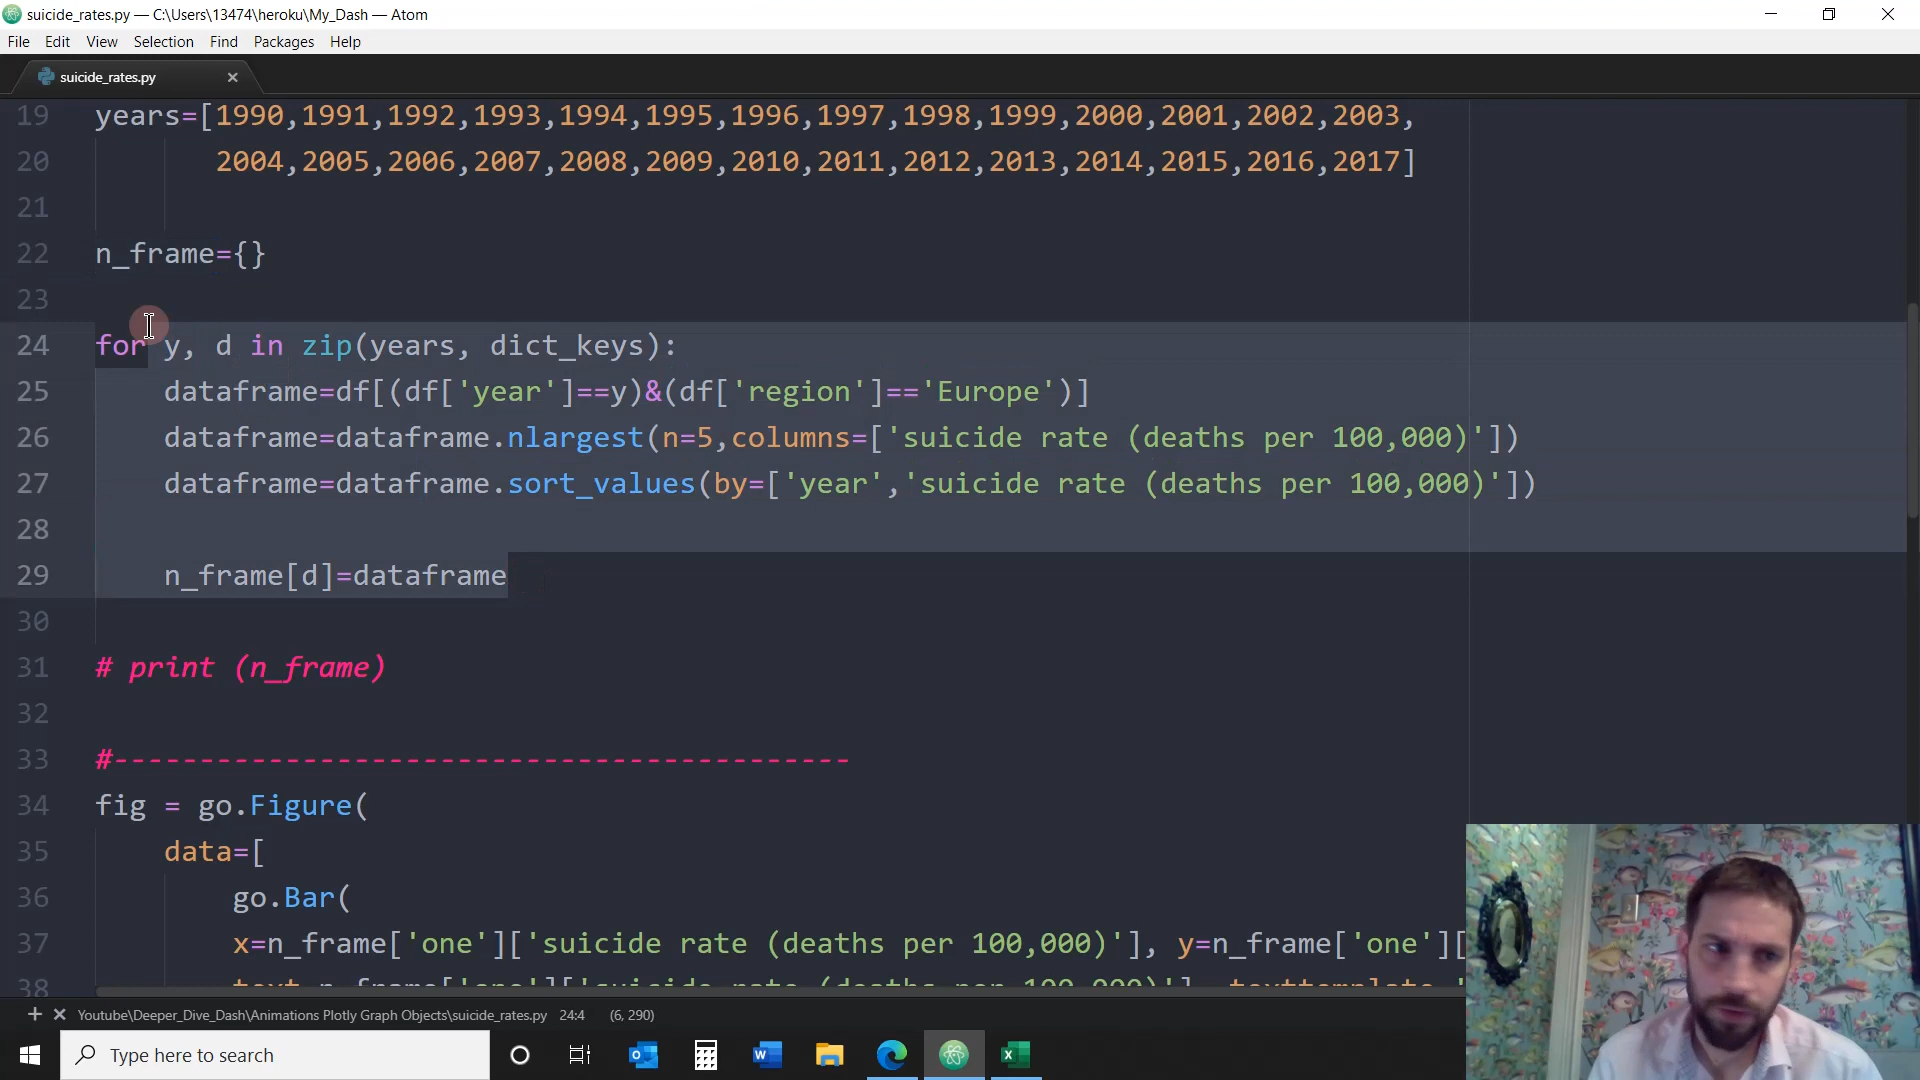 suicide_rates.py — C:\Users\13474\heroku\My_Dash — Atom
File Edit View Selection Find Packages Help
suicide_rates.py
19 years=[1990,1991,1992,1993,1994,1995,1996,1997,1998,1999,2000,2001,2002,2003,
20 2004,2005,2006,2007,2008,2009,2010,2011,2012,2013,2014,2015,2016,2017]
21
22 n_frame={}
23
24 for y, d in zip(years, dict_keys):
25 dataframe=df[(df['year']==y)&(df['region']=='Europe')]
26 dataframe=dataframe.nlargest(n=5,columns=['suicide rate (deaths per 100,000)'])
27 dataframe=dataframe.sort_values(by=['year','suicide rate (deaths per 100,000)'])
28
29 n_frame[d]=dataframe
30
31 # print (n_frame)
32
33 #-------------------------------------------
34 fig = go.Figure(
35 data=[
36 go.Bar(
37 x=n_frame['one']['suicide rate (deaths per 100,000)'], y=n_frame['one'][
38
Youtube\Deeper_Dive_Dash\Animations Plotly Graph Objects\suicide_rates.py 24:4 (6, 290)
Type here to search